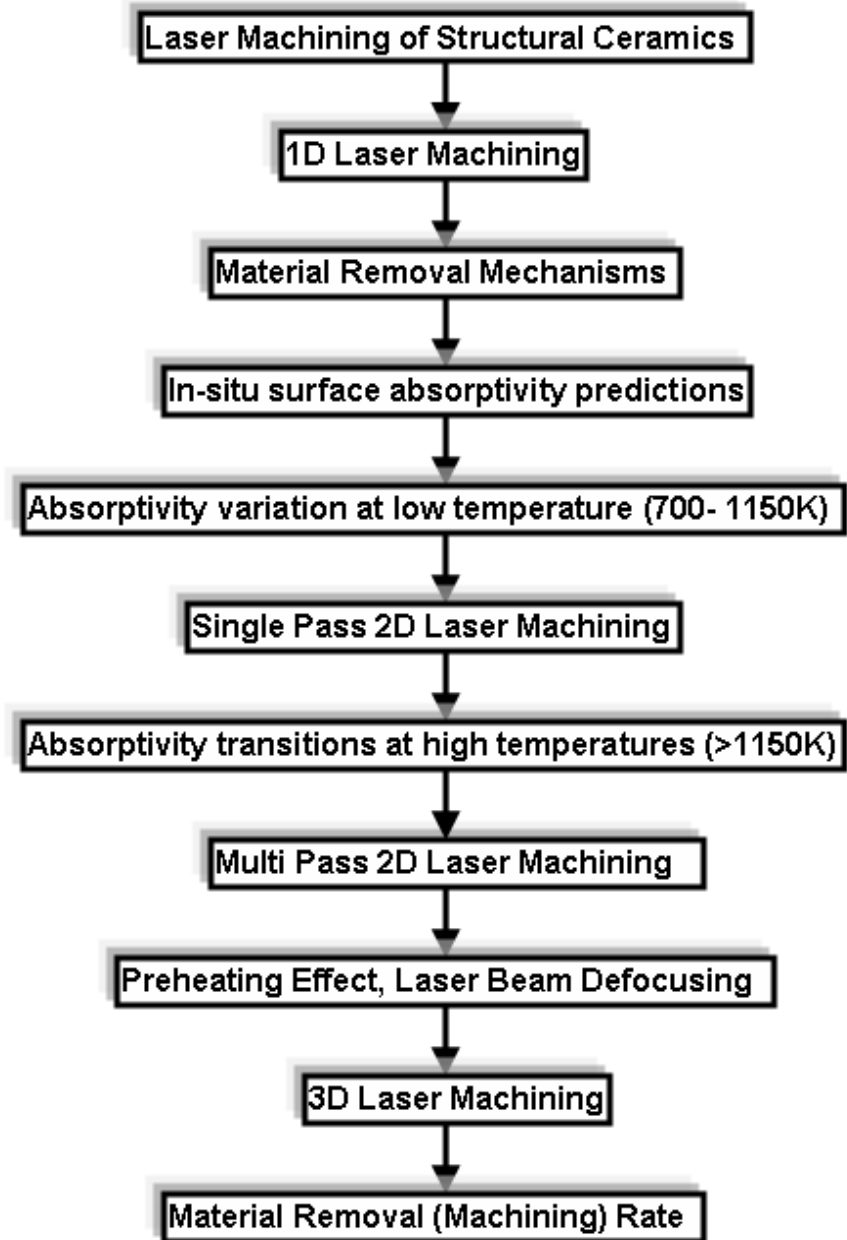 Laser Machining of Structural Ceramics
1D Laser Machining
Material Removal Mechanisms
In-situ surface absorptivity predictions
Absorptivity variation at low temperature (700- 1150K)
Single Pass 2D Laser Machining
Absorptivity transitions at high temperatures (>1150K)
Multi Pass 2D Laser Machining
Preheating Effect, Laser Beam Defocusing
3D Laser Machining
Material Removal (Machining) Rate